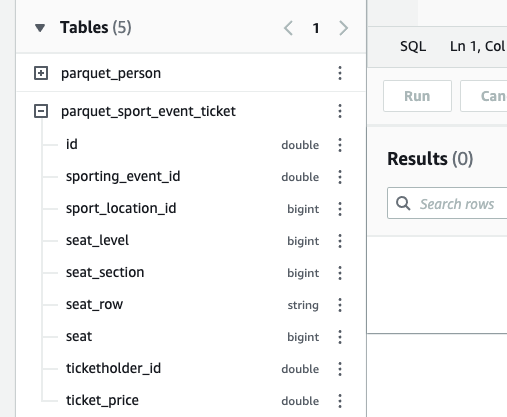 Tables (5)
1
parquet_person
parquet_sport_event_ticket
id double
sporting_event_id double
sport_location_id bigint
seat_level bigint
seat_section bigint
seat_row string
seat bigint
ticketholder_id double
ticket_price double
SQL Ln 1, Col
Run Can
Results (0)
Search rows